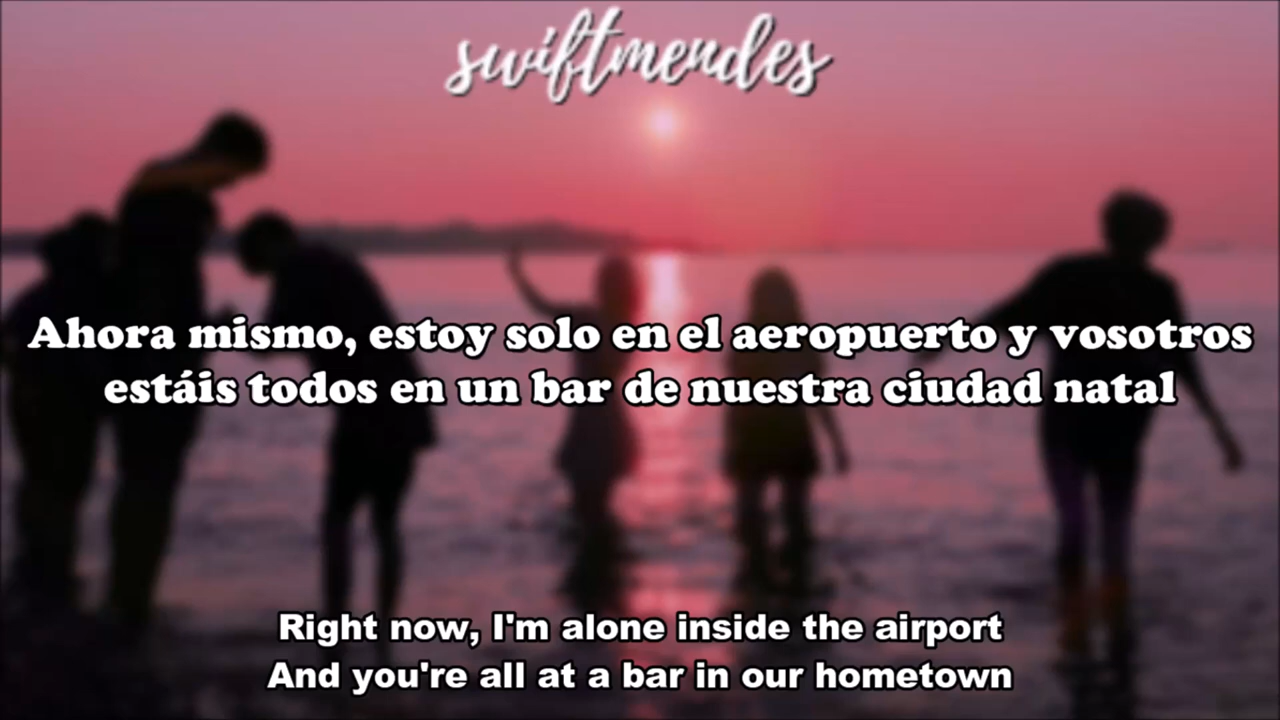 swiftmendes
Ahora mismo, estoy solo en el aeropuerto y vosotros
estáis todos en un bar de nuestra ciudad natal
Right now, I'm alone inside the airport
And you're all at a bar in our hometown